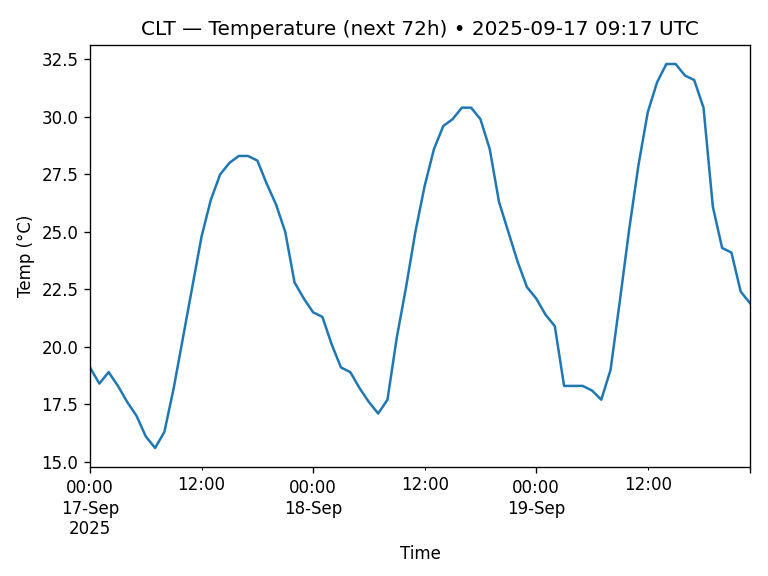 CLT — Temperature (next 72h) • 2025-09-17 09:17 UTC
32.5
30.0
27.5
25.0
22.5
20.0
17.5
15.0
Temp (°C)
00:00 12:00 00:00 12:00 00:00 12:00
17-Sep 18-Sep 19-Sep
2025
Time